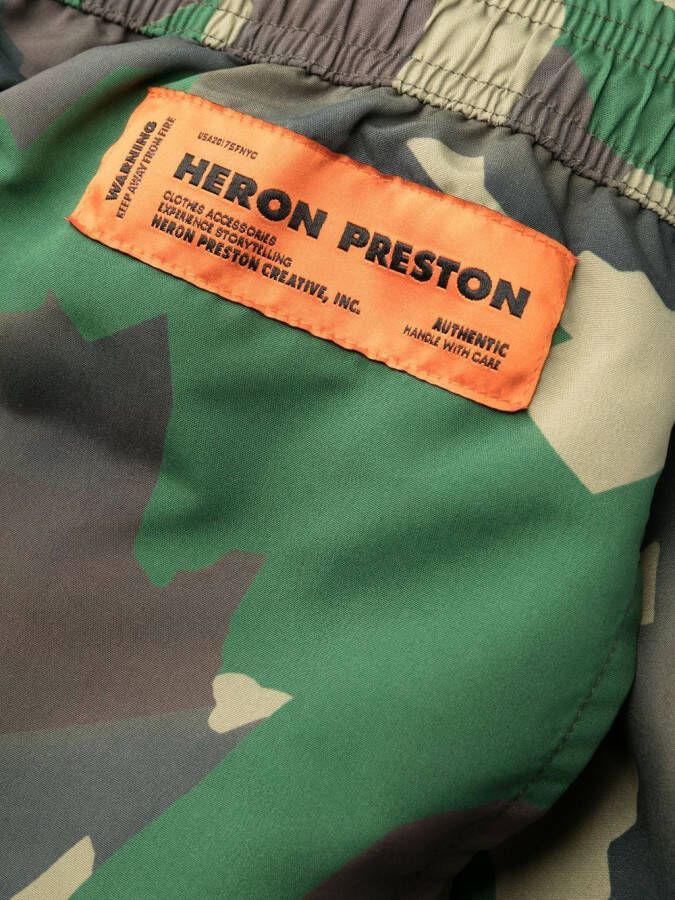 WARNING
KEEP AWAY FROM FIRE
USA2017SFNYC
HERON PRESTON
CLOTHES ACCESSORIES
EXPERIENCE STORYTELLING
HERON PRESTON CREATIVE, INC.
AUTHENTIC
HANDLE WITH CARE